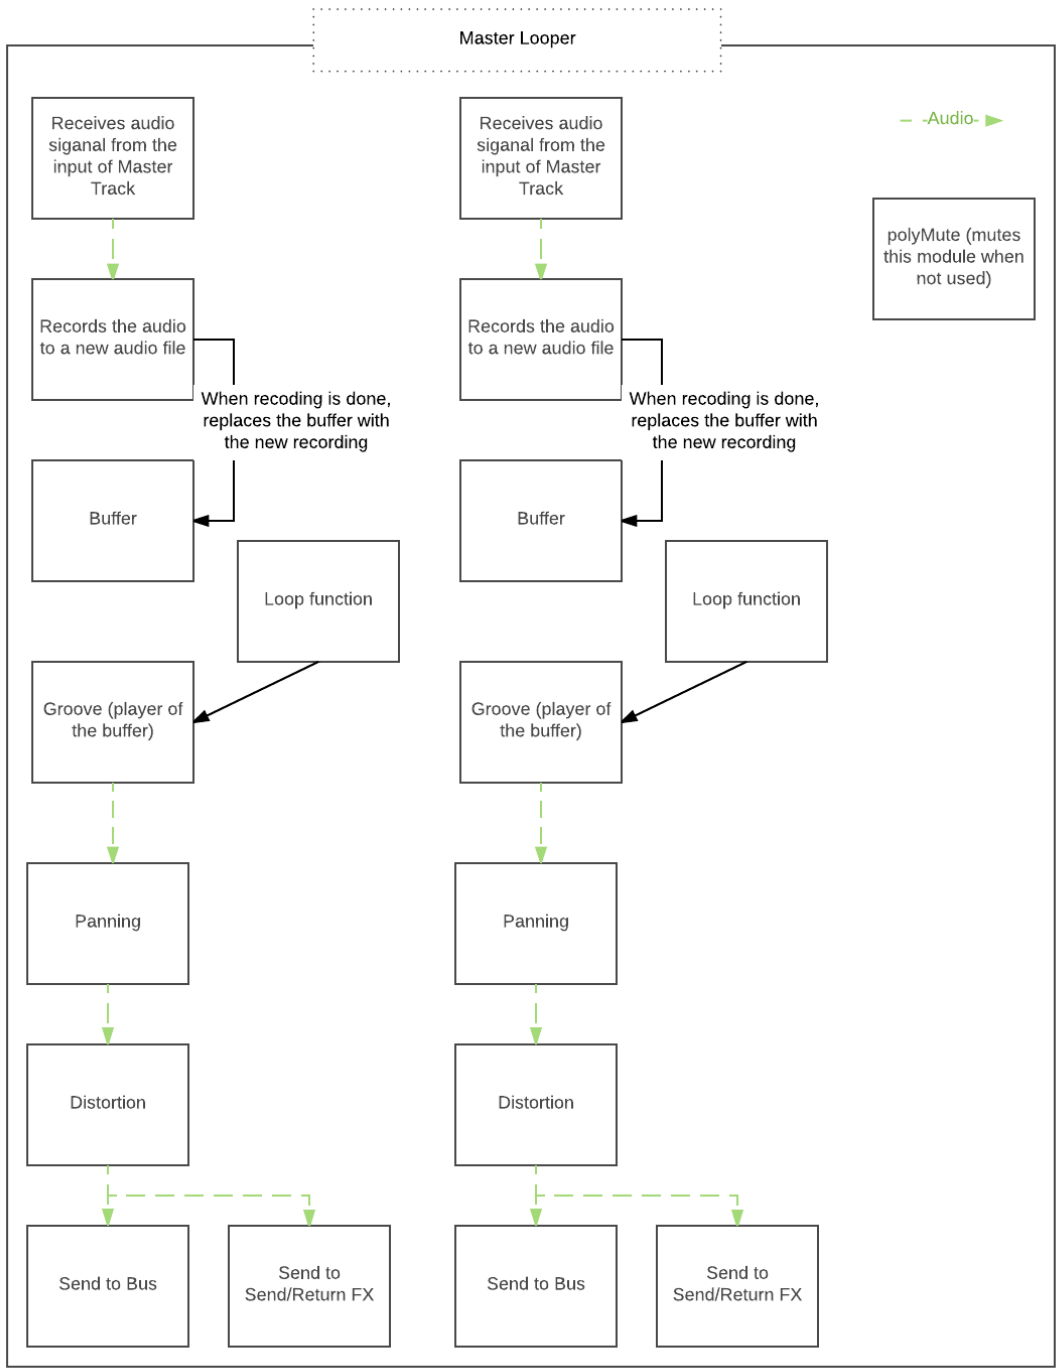 Master Looper
Receives audio
siganal from the
input of Master
Track
Records the audio
to a new audio file
When recoding is done,
replaces the buffer with
the new recording
Buffer
Loop function
Groove (player of
the buffer)
Panning
Distortion
Send to Bus
Send to
Send/Return FX
Receives audio
siganal from the
input of Master
Track
Records the audio
to a new audio file
When recoding is done,
replaces the buffer with
the new recording
Buffer
Loop function
Groove (player of
the buffer)
Panning
Distortion
Send to Bus
Send to
Send/Return FX
Audio
polyMute (mutes
this module when
not used)